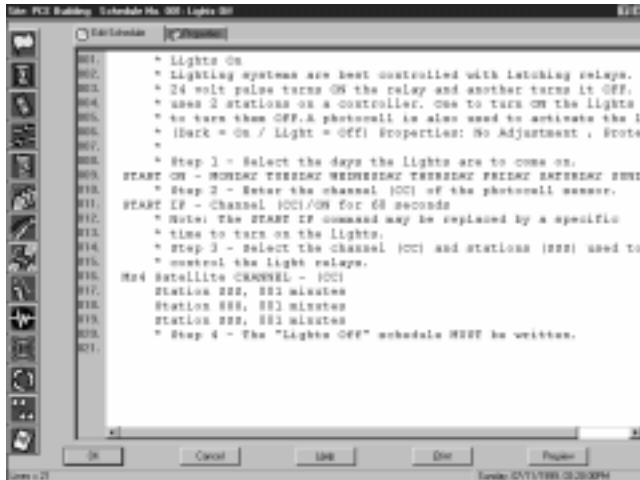 Site: PCX Building. Schedule No. 000: Lights Off
Edit Schedule Properties
001. * Lights On
002. * Lighting systems are best controlled with latching relays.
003. * 24 volt pulse turns ON the relay and another turns it OFF.
004. * uses 2 stations on a controller. One to turn ON the lights
005. * to turn them OFF.A photocell is also used to activate the l
006. * (Dark = On / Light = Off) Properties: No Adjustment , Prote
007. *
008. * Step 1 - Select the days the lights are to come on.
009. START ON - MONDAY TUESDAY WEDNESDAY THURSDAY FRIDAY SATURDAY SUND
010. * Step 2 - Enter the channel (CC) of the photocell sensor.
011. START IF - Channel (CC)/ON for 60 seconds
012. * Note: The START IF command may be replaced by a specific
013. * time to turn on the lights.
014. * Step 3 - Select the channel (CC) and stations (SSS) used to
015. * control the light relays.
016. Satellite CHANNEL - (CC)
017. Station SSS, 001 minutes
018. Station SSS, 001 minutes
019. Station SSS, 001 minutes
020. * Step 4 - The "Lights Off" schedule MUST be written.
021.
OK Cancel Help Print Preview
Lines = 21 Sunday 07/11/1999